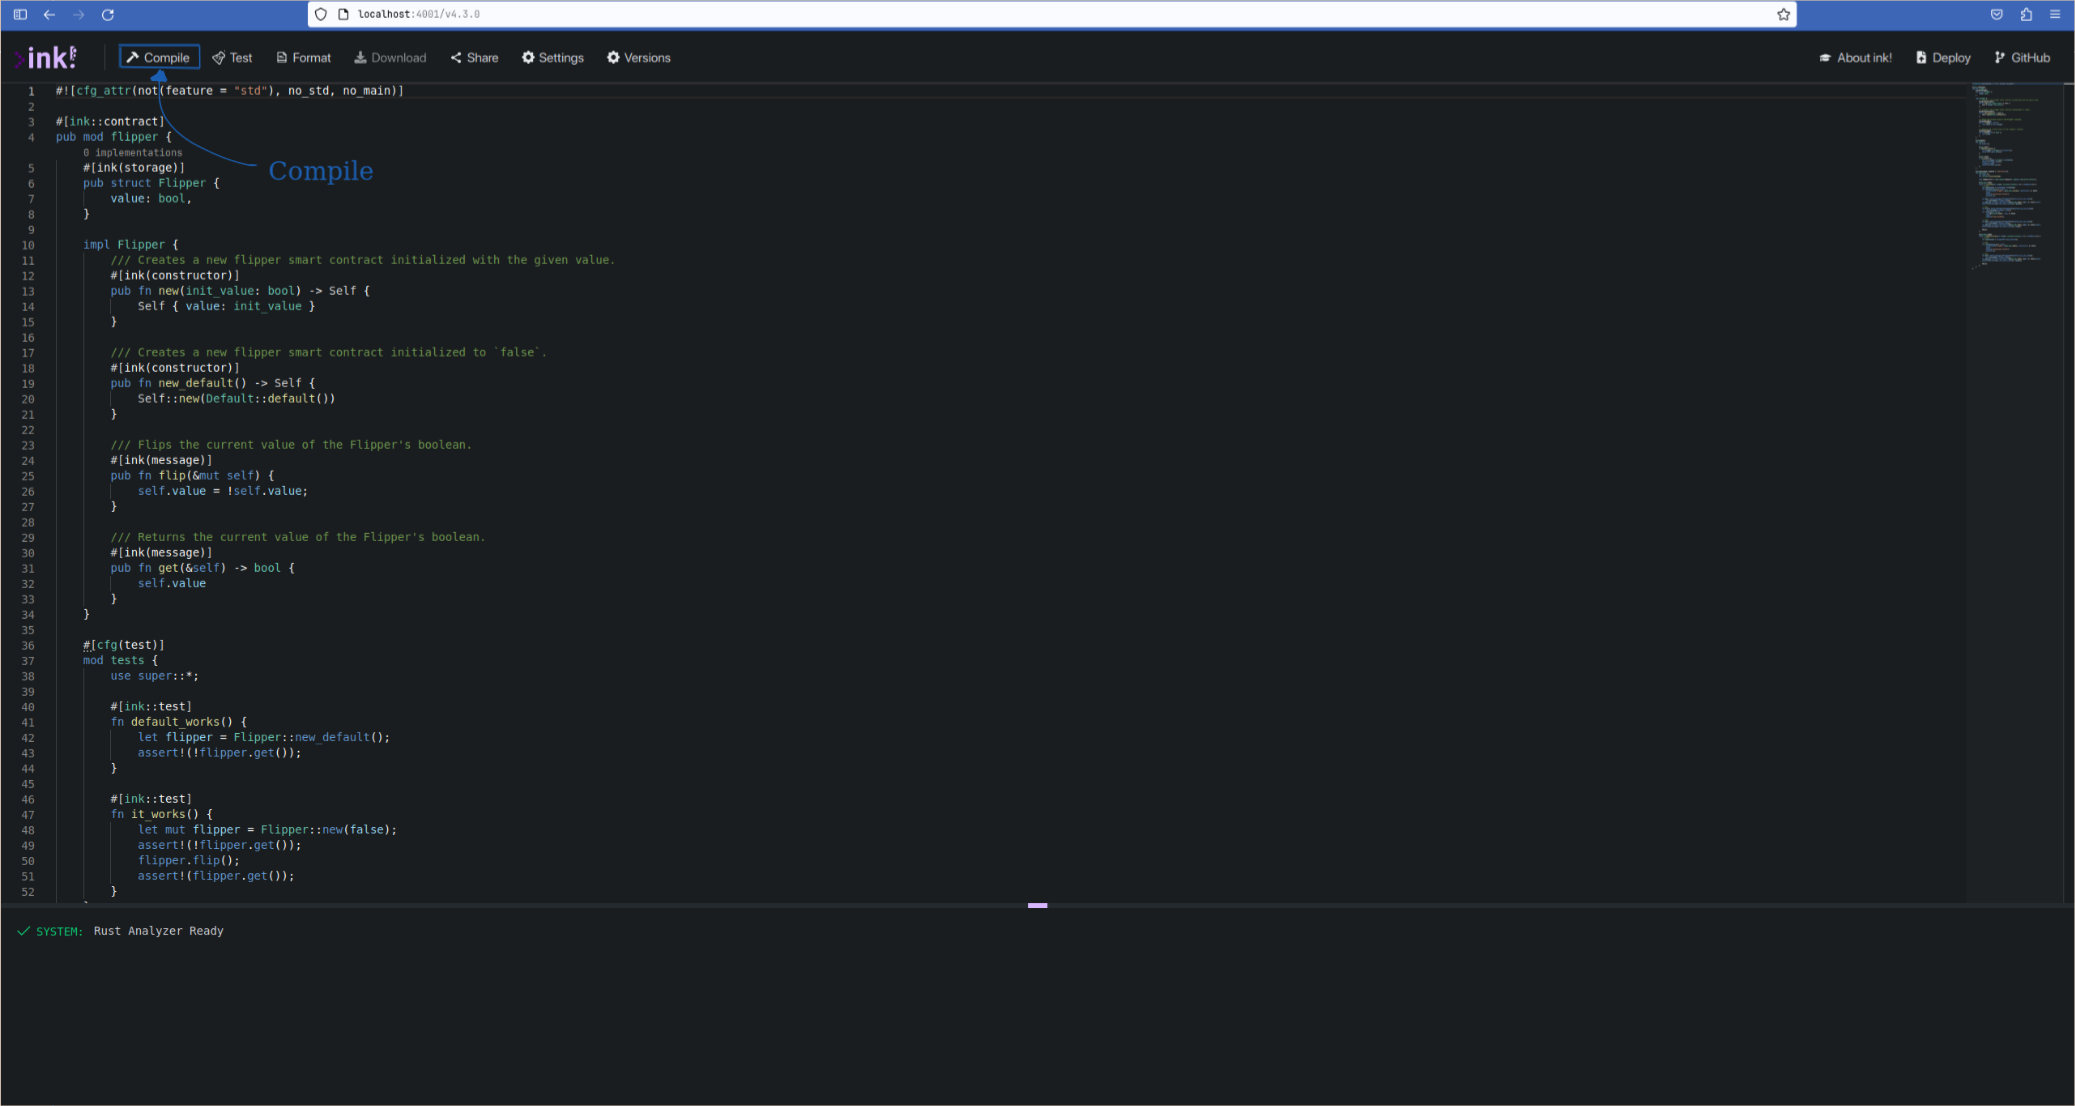 localhost:4001/v4.3.0
ink!
Compile
Test
Format
Download
Share
Settings
Versions
About ink!
Deploy
GitHub
1 #![cfg_attr(not(feature = "std"), no_std, no_main)]
2
3 #[ink::contract]
4 pub mod flipper {
0 implementations
5 #[ink(storage)]
6 pub struct Flipper {
7 value: bool,
8 }
9
10 impl Flipper {
11 /// Creates a new flipper smart contract initialized with the given value.
12 #[ink(constructor)]
13 pub fn new(init_value: bool) -> Self {
14 Self { value: init_value }
15 }
16
17 /// Creates a new flipper smart contract initialized to `false`.
18 #[ink(constructor)]
19 pub fn new_default() -> Self {
20 Self::new(Default::default())
21 }
22
23 /// Flips the current value of the Flipper's boolean.
24 #[ink(message)]
25 pub fn flip(&mut self) {
26 self.value = !self.value;
27 }
28
29 /// Returns the current value of the Flipper's boolean.
30 #[ink(message)]
31 pub fn get(&self) -> bool {
32 self.value
33 }
34 }
35
36 #[cfg(test)]
37 mod tests {
38 use super::*;
39
40 #[ink::test]
41 fn default_works() {
42 let flipper = Flipper::new_default();
43 assert!(!flipper.get());
44 }
45
46 #[ink::test]
47 fn it_works() {
48 let mut flipper = Flipper::new(false);
49 assert!(!flipper.get());
50 flipper.flip();
51 assert!(flipper.get());
52 }
Compile
SYSTEM: Rust Analyzer Ready